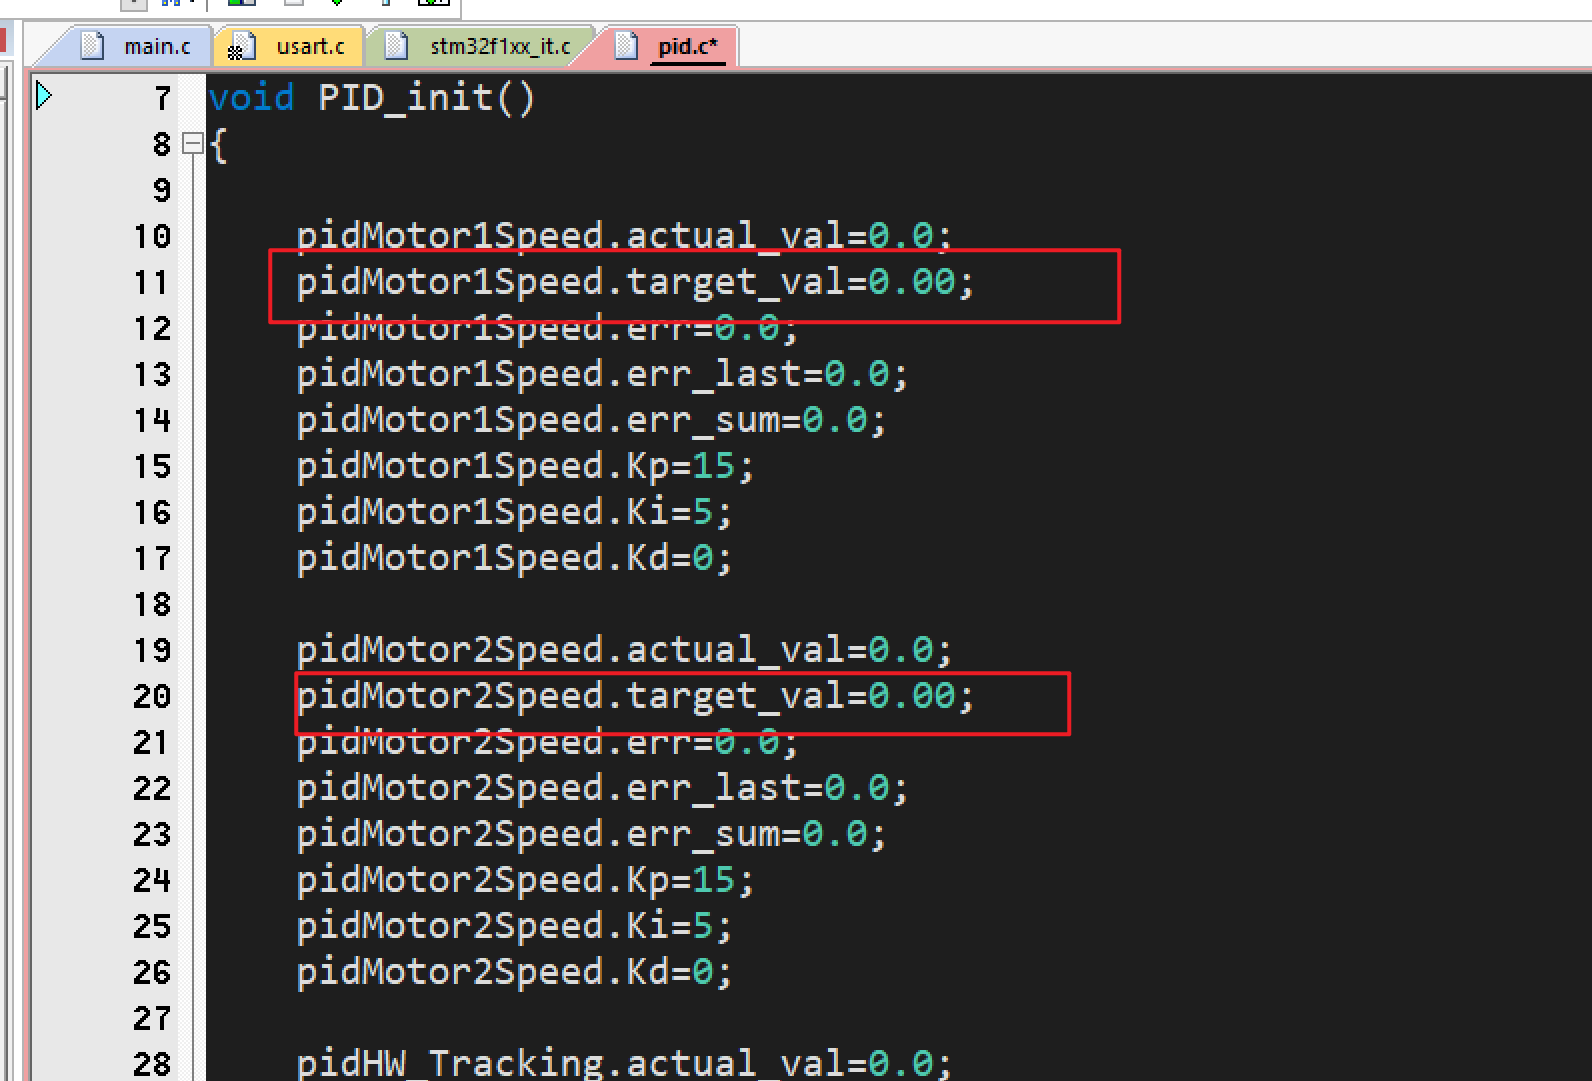 main.c usart.c stm32f1xx_it.c pid.c*
7 void PID_init()
8 {
9
10 pidMotor1Speed.actual_val=0.0;
11 pidMotor1Speed.target_val=0.00;
12 pidMotor1Speed.err=0.0;
13 pidMotor1Speed.err_last=0.0;
14 pidMotor1Speed.err_sum=0.0;
15 pidMotor1Speed.Kp=15;
16 pidMotor1Speed.Ki=5;
17 pidMotor1Speed.Kd=0;
18
19 pidMotor2Speed.actual_val=0.0;
20 pidMotor2Speed.target_val=0.00;
21 pidMotor2Speed.err=0.0;
22 pidMotor2Speed.err_last=0.0;
23 pidMotor2Speed.err_sum=0.0;
24 pidMotor2Speed.Kp=15;
25 pidMotor2Speed.Ki=5;
26 pidMotor2Speed.Kd=0;
27
28 pidHW_Tracking.actual_val=0.0;